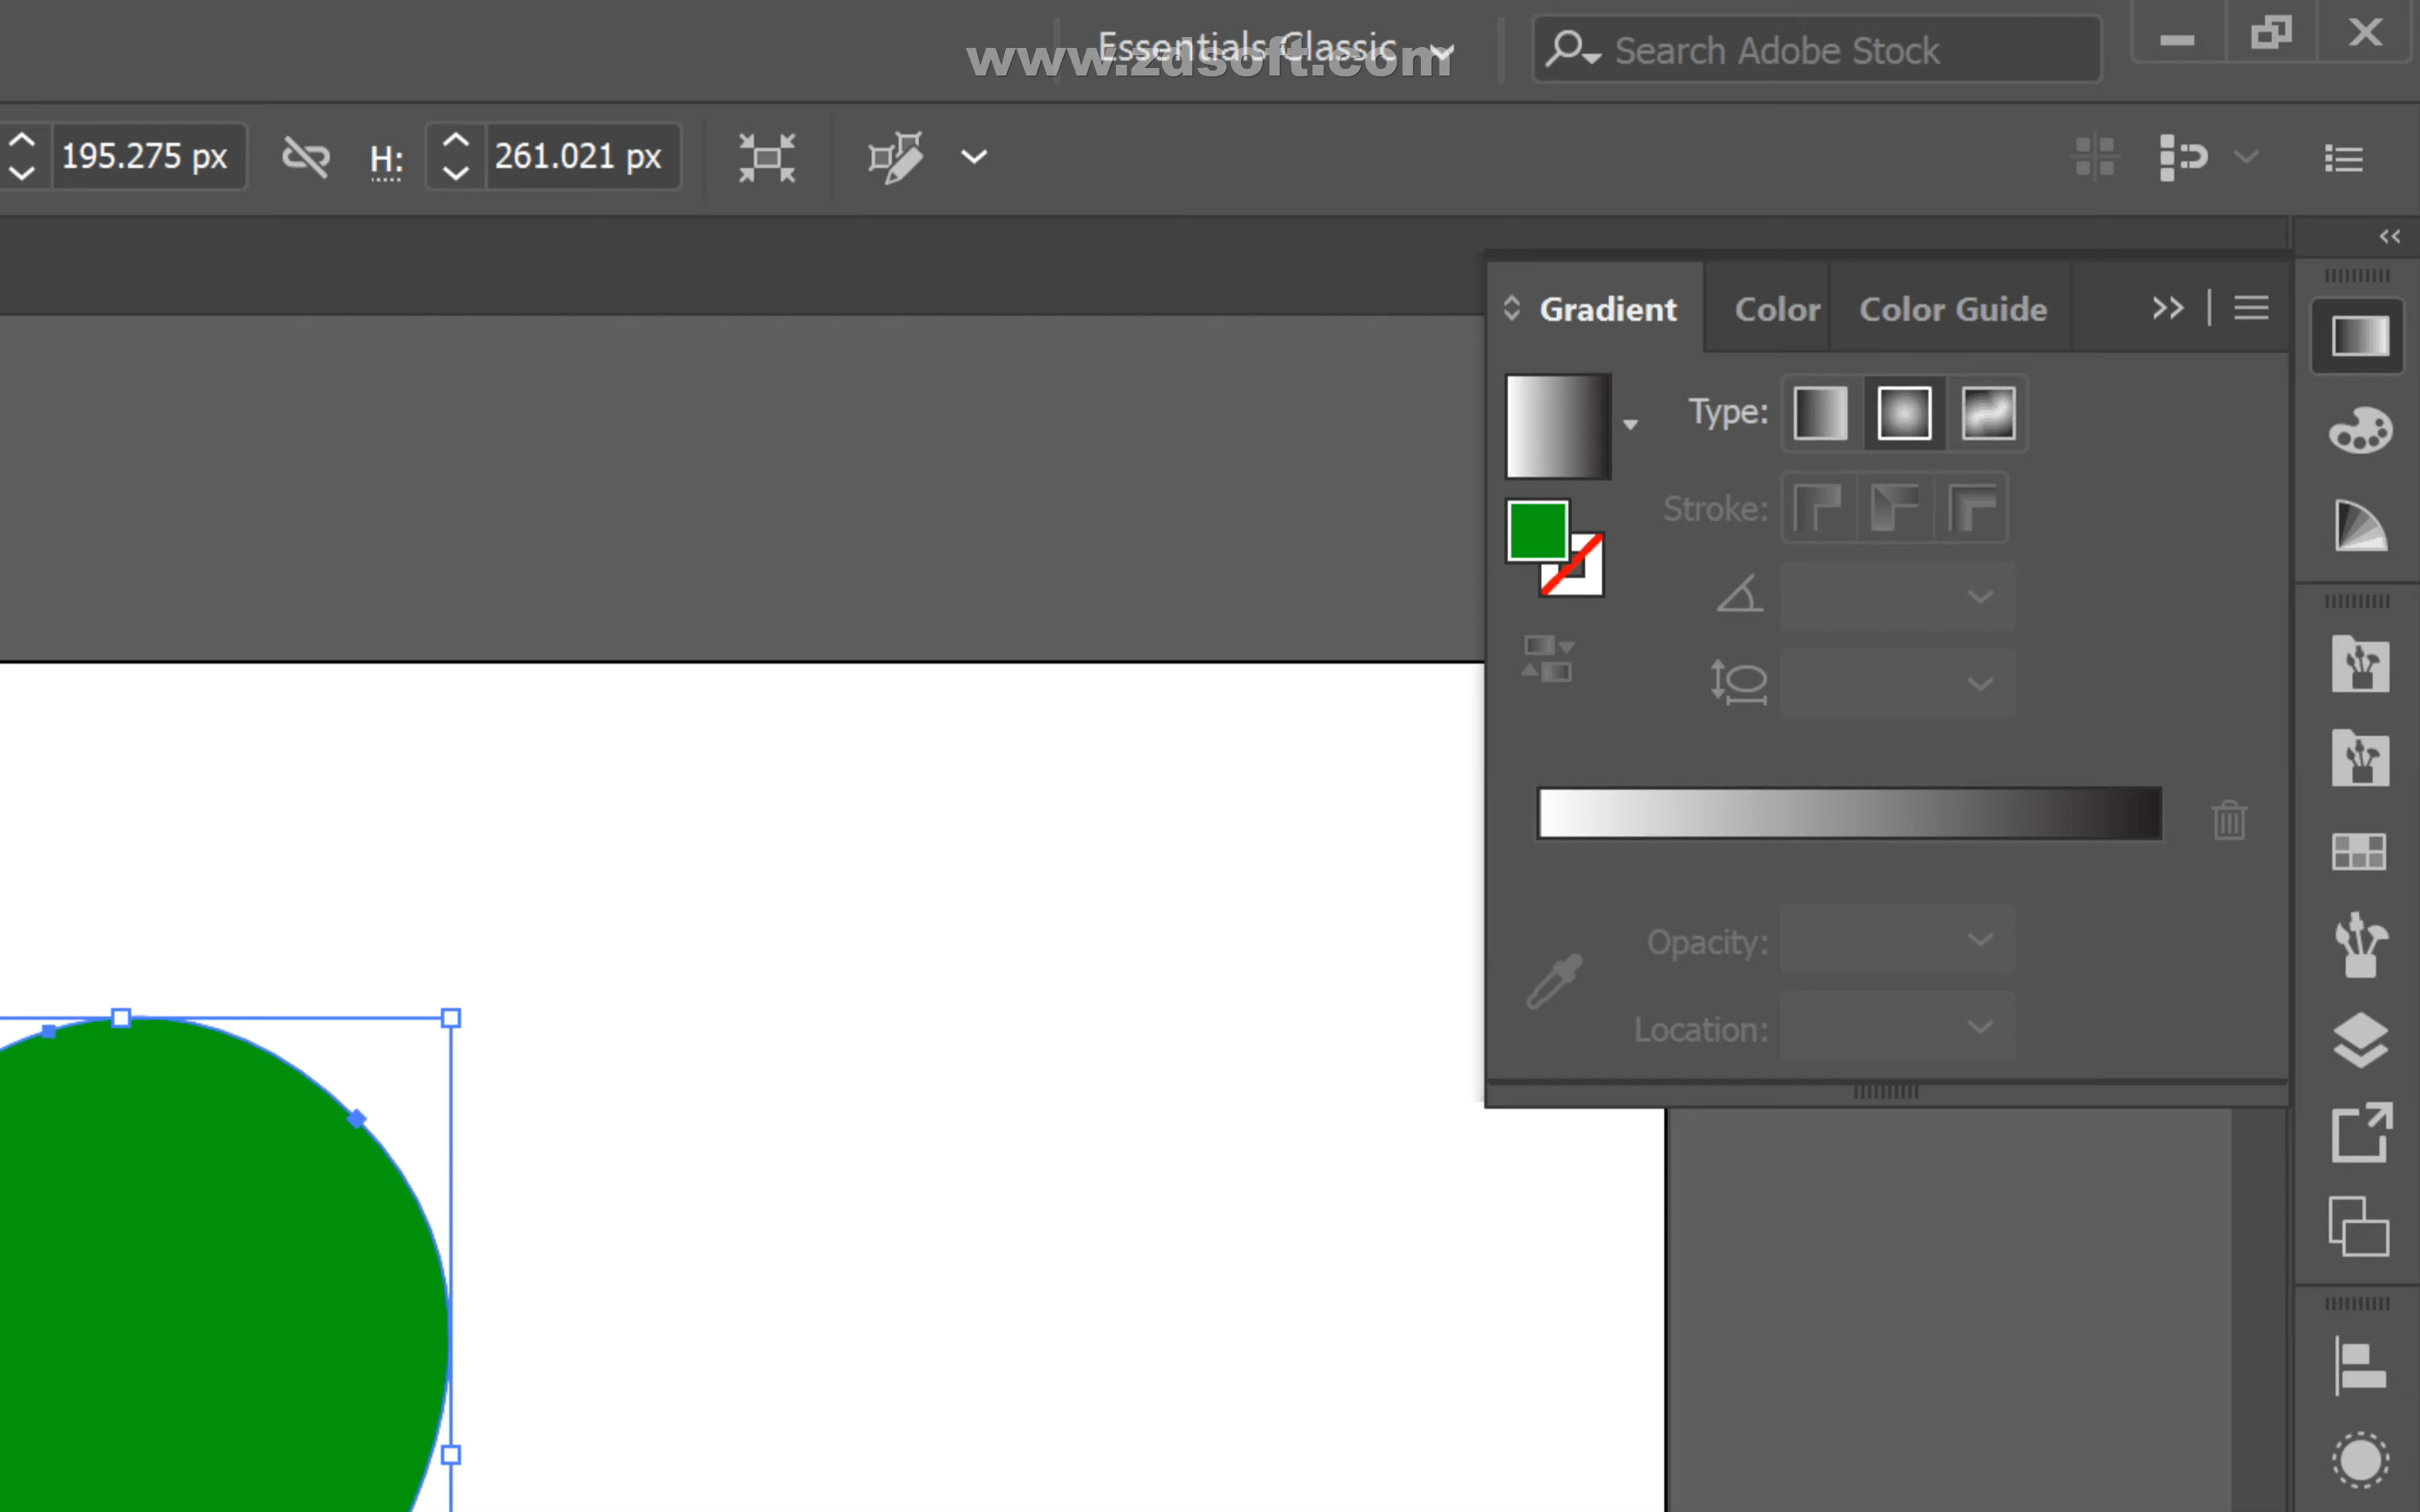 Essentials Classic
www.zdsoft.com
Search Adobe Stock
195.275 px
H:
261.021 px
Gradient
Color
Color Guide
Type:
Stroke:
Opacity:
Location: